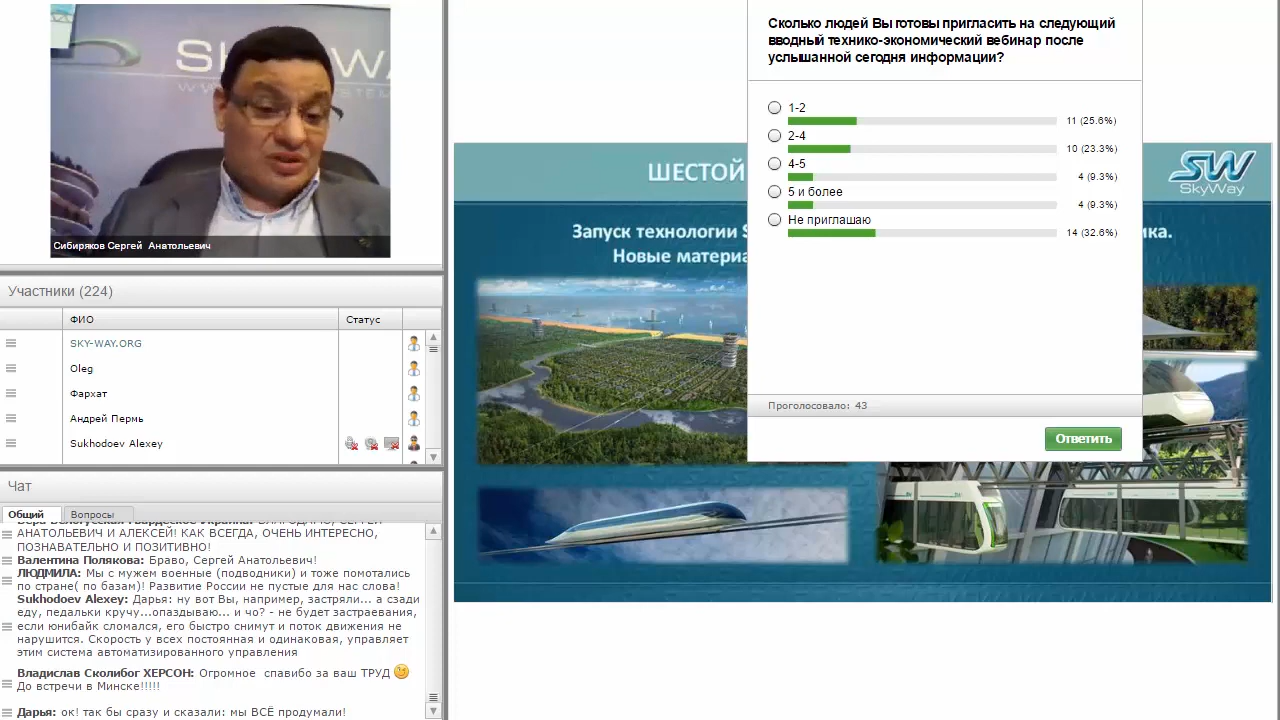 SKYWAY
Сибиряков Сергей Анатольевич
Участники (224)
ФИО
Статус
SKY-WAY.ORG
Oleg
Фархат
Андрей Пермь
Sukhodoev Alexey
Чат
Общий
Вопросы
АНАТОЛЬЕВИЧ И АЛЕКСЕЙ! КАК ВСЕГДА, ОЧЕНЬ ИНТЕРЕСНО,
ПОЗНАВАТЕЛЬНО И ПОЗИТИВНО!
Валентина Полякова: Браво, Сергей Анатольевич!
ЛЮДМИЛА: Мы с мужем военные (подводники) и тоже помотались
по стране( по базам)! Развитие России не пустые для нас слова!
Sukhodoev Alexey: Дарья: ну вот Вы, например, застряли... а сзади
еду, педальки кручу...опаздываю... и чо? - не будет застраевания,
если юнибайк сломался, его быстро снимут и поток движения не
нарушится. Скорость у всех постоянная и одинаковая, управляет
этим система автоматизированного управления
Владислав Сколибог ХЕРСОН: Огромное спавибо за ваш ТРУД
До встречи в Минске!!!!!
Дарья: ок! так бы сразу и сказали: мы ВСЁ продумали!
Сколько людей Вы готовы пригласить на следующий
вводный технико-экономический вебинар после
услышанной сегодня информации?
1-2
11 (25.6%)
2-4
10 (23.3%)
4-5
4 (9.3%)
5 и более
4 (9.3%)
Не приглашаю
14 (32.6%)
Проголосовало: 43
Ответить
ШЕСТОЙ
SW
SkyWay
Запуск технологии
Новые материа